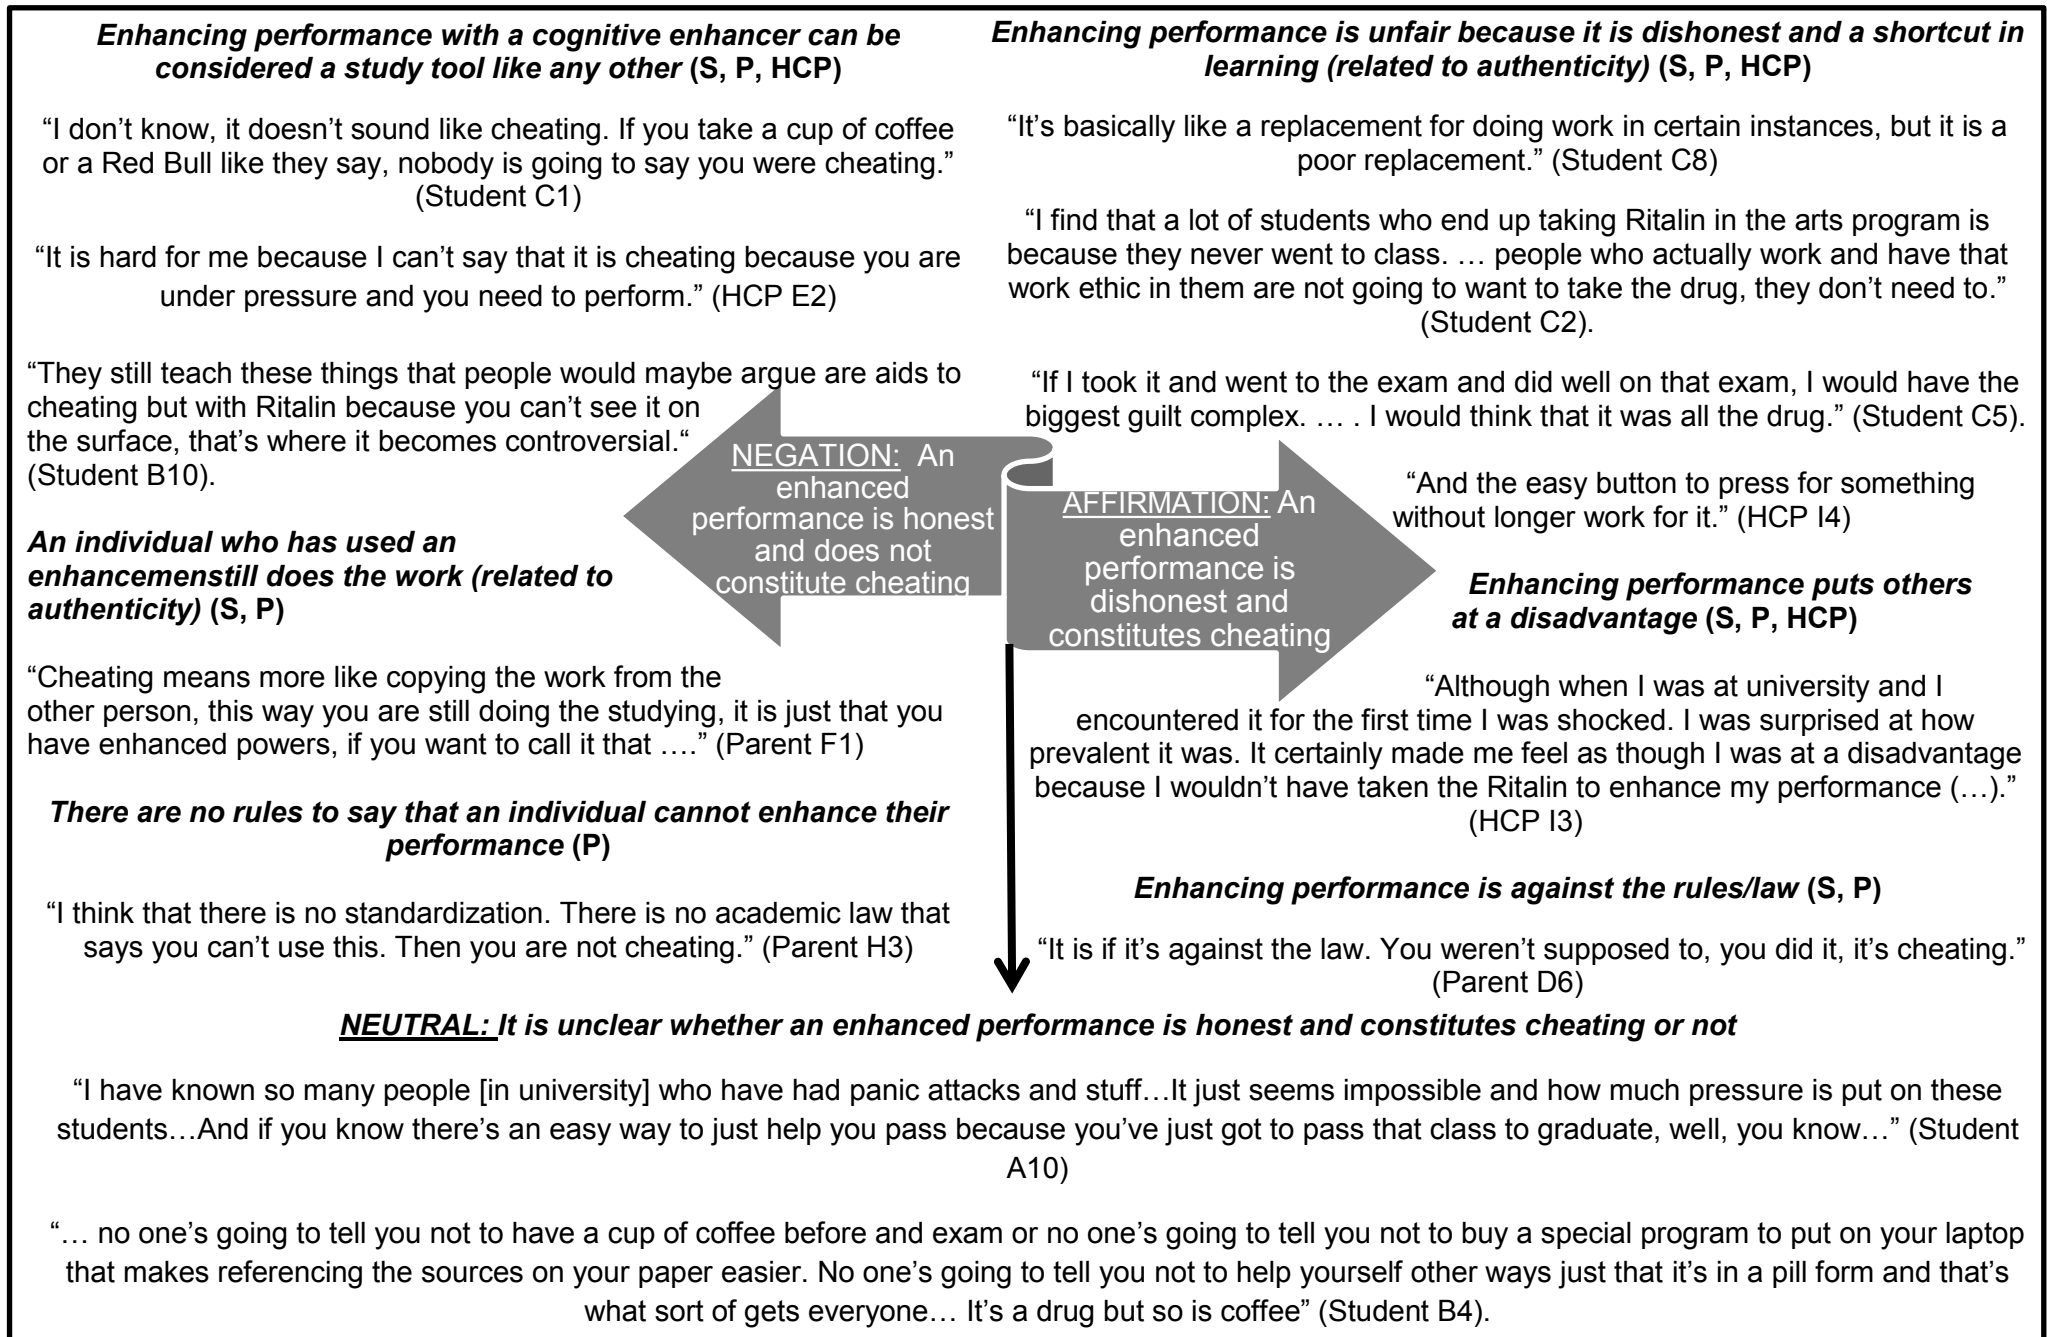 Enhancing performance with a cognitive enhancer can be
considered a study tool like any other (S, P, HCP)
“I don’t know, it doesn’t sound like cheating. If you take a cup of coffee
or a Red Bull like they say, nobody is going to say you were cheating.”
(Student C1)
“It is hard for me because I can’t say that it is cheating because you are
under pressure and you need to perform.” (HCP E2)
“They still teach these things that people would maybe argue are aids to
cheating but with Ritalin because you can’t see it on
the surface, that’s where it becomes controversial.“
(Student B10).
An individual who has used an
enhancemenstill does the work (related to
authenticity) (S, P)
“Cheating means more like copying the work from the
other person, this way you are still doing the studying, it is just that you
have enhanced powers, if you want to call it that ….” (Parent F1)
There are no rules to say that an individual cannot enhance their
performance (P)
“I think that there is no standardization. There is no academic law that
says you can’t use this. Then you are not cheating.” (Parent H3)
NEGATION: An
enhanced
performance is honest
and does not
constitute cheating
AFFIRMATION: An
enhanced
performance is
dishonest and
constitutes cheating
Enhancing performance is unfair because it is dishonest and a shortcut in
learning (related to authenticity) (S, P, HCP)
“It’s basically like a replacement for doing work in certain instances, but it is a
poor replacement.” (Student C8)
“I find that a lot of students who end up taking Ritalin in the arts program is
because they never went to class. … people who actually work and have that
work ethic in them are not going to want to take the drug, they don’t need to.”
(Student C2).
“If I took it and went to the exam and did well on that exam, I would have the
biggest guilt complex. … . I would think that it was all the drug.” (Student C5).
“And the easy button to press for something
without longer work for it.” (HCP I4)
Enhancing performance puts others
at a disadvantage (S, P, HCP)
“Although when I was at university and I
encountered it for the first time I was shocked. I was surprised at how
prevalent it was. It certainly made me feel as though I was at a disadvantage
because I wouldn’t have taken the Ritalin to enhance my performance (…).”
(HCP I3)
Enhancing performance is against the rules/law (S, P)
“It is if it’s against the law. You weren’t supposed to, you did it, it’s cheating.”
(Parent D6)
NEUTRAL: It is unclear whether an enhanced performance is honest and constitutes cheating or not
“I have known so many people [in university] who have had panic attacks and stuff…It just seems impossible and how much pressure is put on these
students…And if you know there’s an easy way to just help you pass because you’ve just got to pass that class to graduate, well, you know…” (Student
A10)
“… no one’s going to tell you not to have a cup of coffee before and exam or no one’s going to tell you not to buy a special program to put on your laptop
that makes referencing the sources on your paper easier. No one’s going to tell you not to help yourself other ways just that it’s in a pill form and that’s
what sort of gets everyone… It’s a drug but so is coffee” (Student B4).